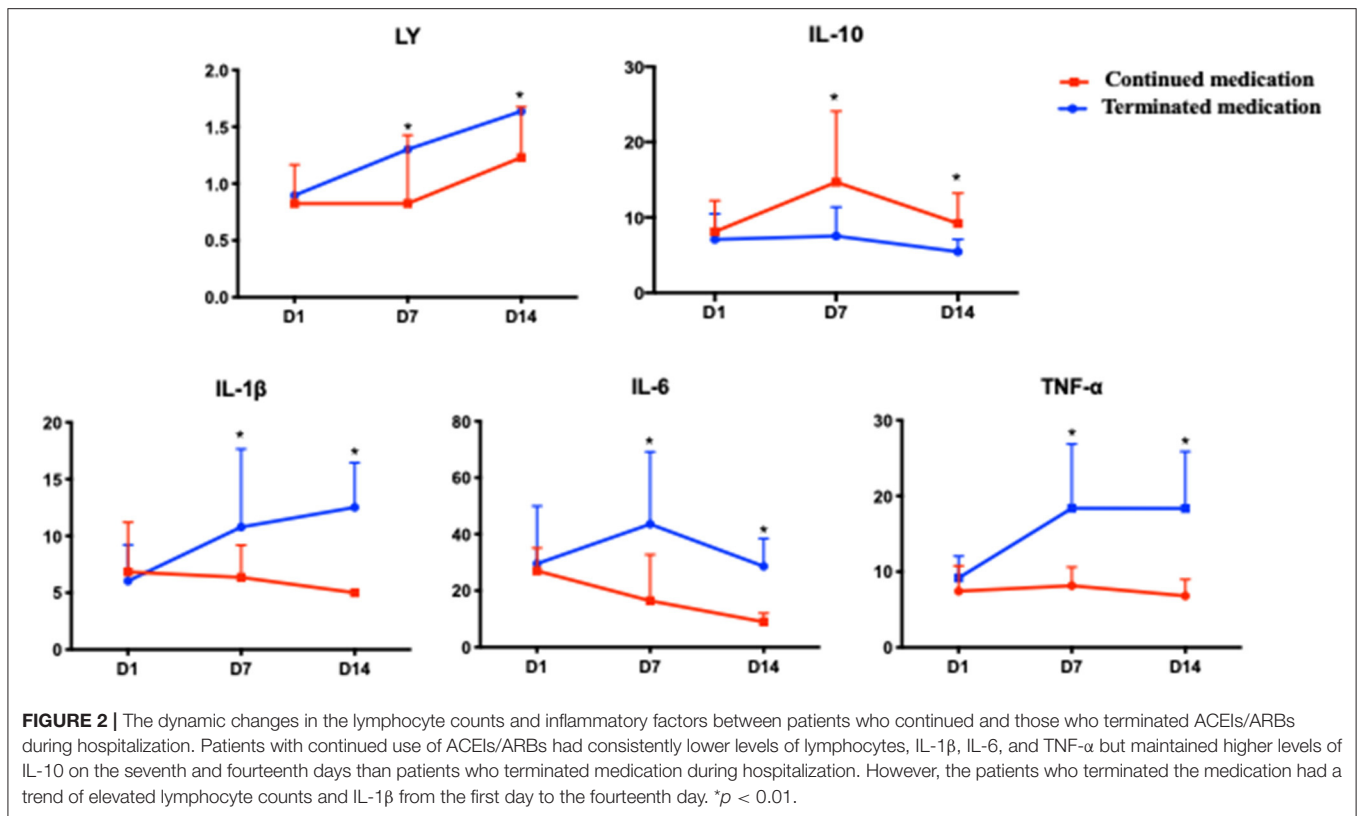 LY
2.0
1.5
1.0
0.5
0.0
* *
D1 D7 D14
IL-10
30
20
10
0
* *
D1 D7 D14
Continued medication
Terminated medication
IL-1β
20
15
10
5
0
* *
D1 D7 D14
IL-6
80
60
40
20
0
* *
D1 D7 D14
TNF-α
30
20
10
0
* *
D1 D7 D14
FIGURE 2 | The dynamic changes in the lymphocyte counts and inflammatory factors between patients who continued and those who terminated ACEIs/ARBs
during hospitalization. Patients with continued use of ACEIs/ARBs had consistently lower levels of lymphocytes, IL-1β, IL-6, and TNF-α but maintained higher levels of
IL-10 on the seventh and fourteenth days than patients who terminated medication during hospitalization. However, the patients who terminated the medication had a
trend of elevated lymphocyte counts and IL-1β from the first day to the fourteenth day. *p < 0.01.